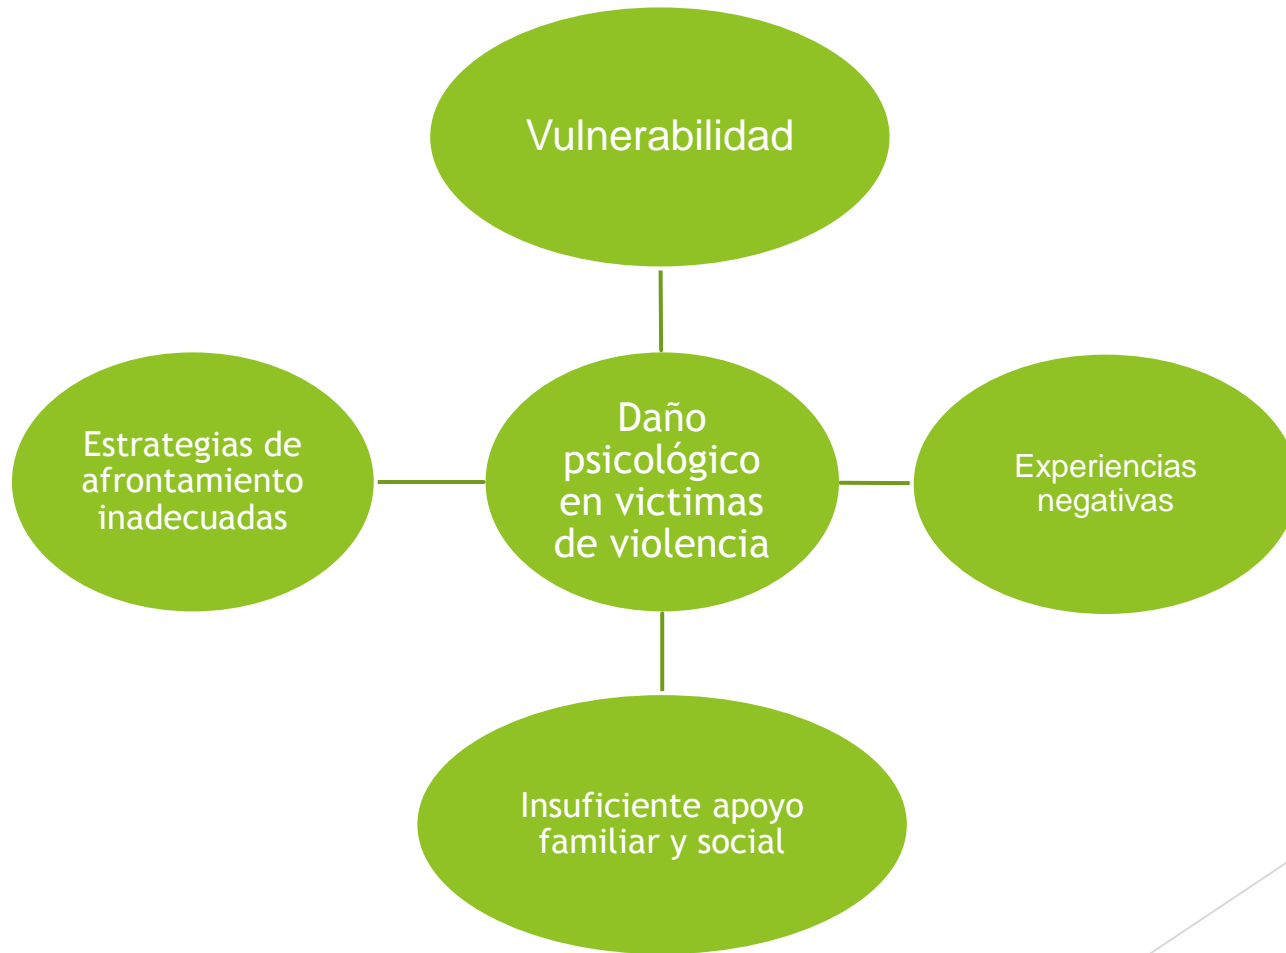 Vulnerabilidad
Estrategias de
afrontamiento
inadecuadas
Daño
psicológico
en victimas
de violencia
Experiencias
negativas
Insuficiente apoyo
familiar y social